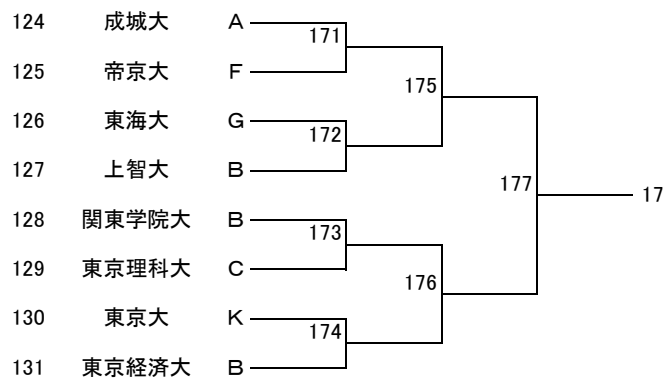 124 成城大 A
171
125 帝京大 F
175
126 東海大 G
172
127 上智大 B
177
17
128 関東学院大 B
173
129 東京理科大 C
176
130 東京大 K
174
131 東京経済大 B